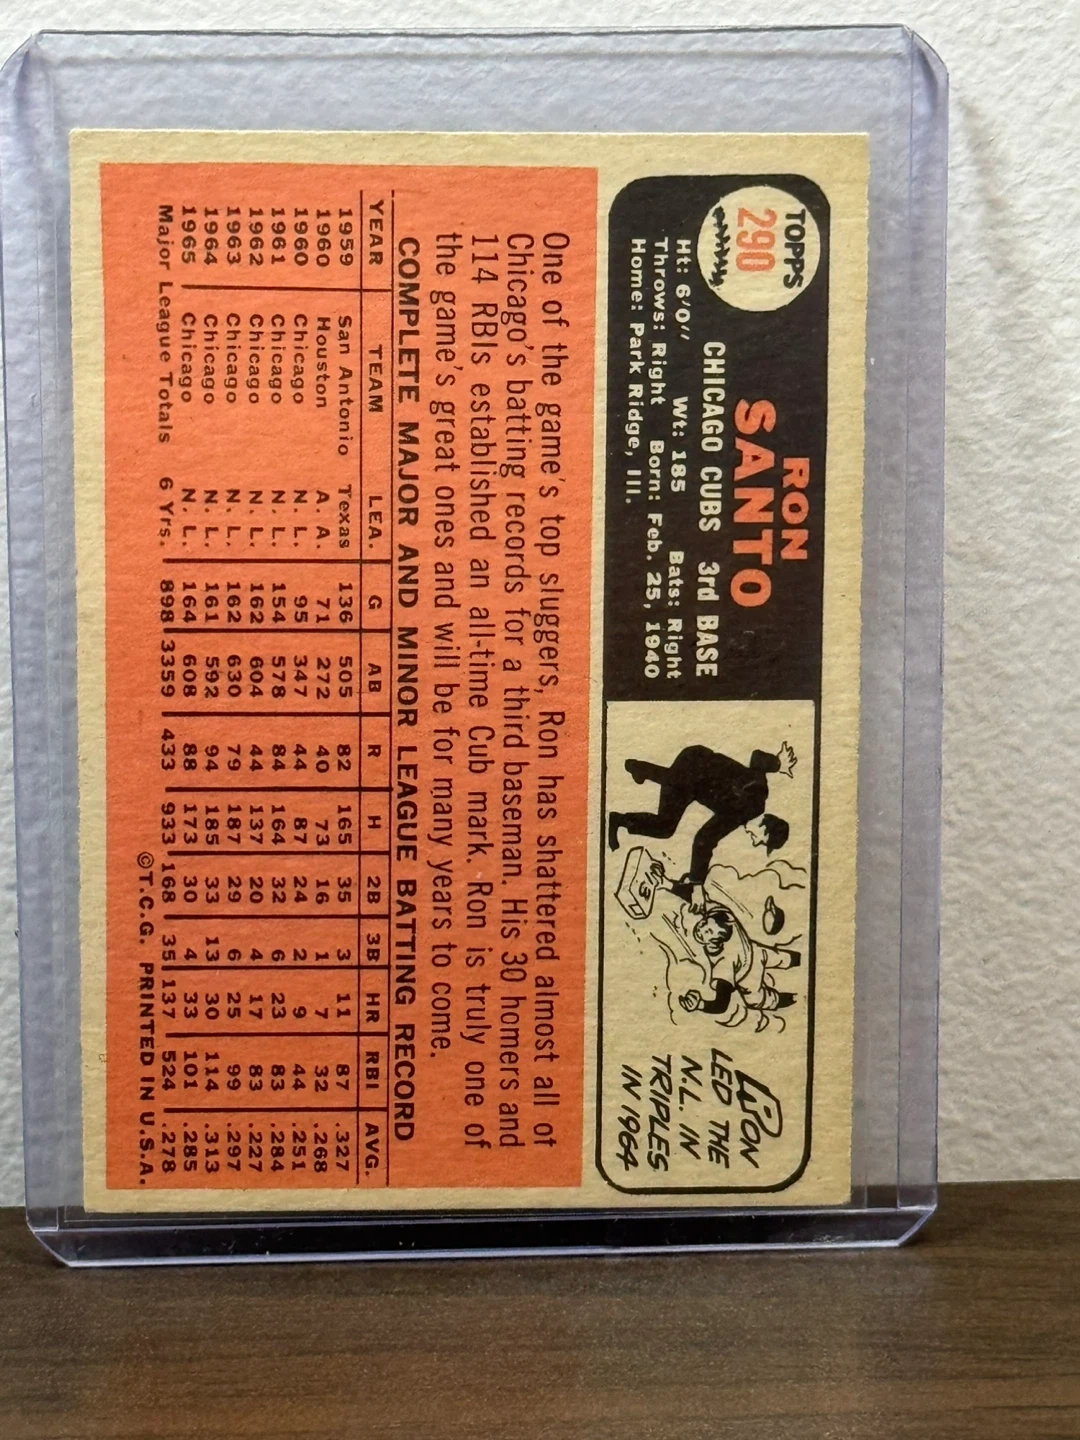 TOPPS
290
RON
SANTO
CHICAGO CUBS 3rd BASE
Ht: 6'0" Wt: 185 Bats: Right
Throws: Right Born: Feb. 25, 1940
Home: Park Ridge, Ill.
13
RON
LED THE
N.L. IN
TRIPLES
IN 1964
One of the game's top sluggers, Ron has shattered almost all of
Chicago's batting records for a third baseman. His 30 homers and
114 RBIs established an all-time Cub mark. Ron is truly one of
the game's great ones and will be for many years to come.
COMPLETE MAJOR AND MINOR LEAGUE BATTING RECORD
YEAR TEAM LEA. G AB R H 2B 3B HR RBI AVG.
1959 San Antonio Texas 136 505 82 165 35 3 11 87 .327
1960 Houston A. A. 71 272 40 73 16 1 7 32 .268
1960 Chicago N. L. 95 347 44 87 24 2 9 44 .251
1961 Chicago N. L. 154 578 84 164 32 6 23 83 .284
1962 Chicago N. L. 162 604 44 137 20 4 17 83 .227
1963 Chicago N. L. 162 630 79 187 29 6 25 99 .297
1964 Chicago N. L. 161 592 94 185 33 13 30 114 .313
1965 Chicago N. L. 164 608 88 173 30 4 33 101 .285
Major League Totals 6 Yrs. 898 3359 433 933 168 35 137 524 .278
©T.C.G. PRINTED IN U.S.A.